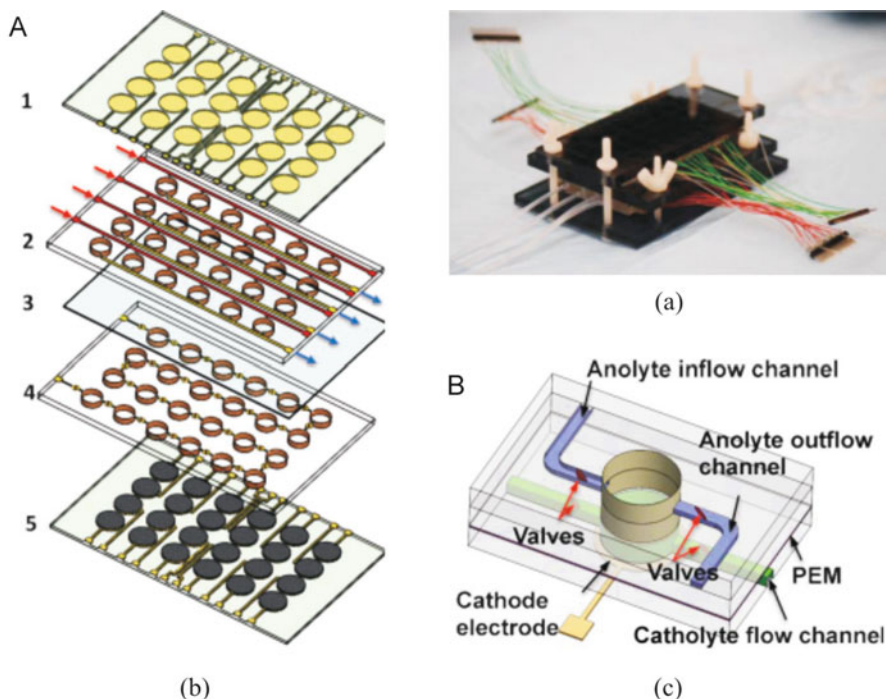 A
1
2
3
4
5
(b)
(a)
B
Anolyte inflow channel
Anolyte outflow
channel
Valves
Valves
PEM
Cathode
electrode
Catholyte flow channel
(c)